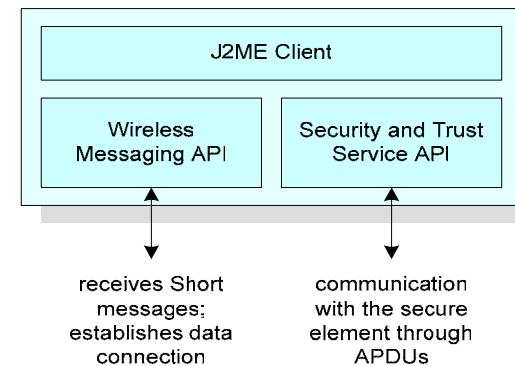 J2ME Client
Wireless
Messaging API
Security and Trust
Service API
receives Short
messages;
establishes data
connection
communication
with the secure
element through
APDUs